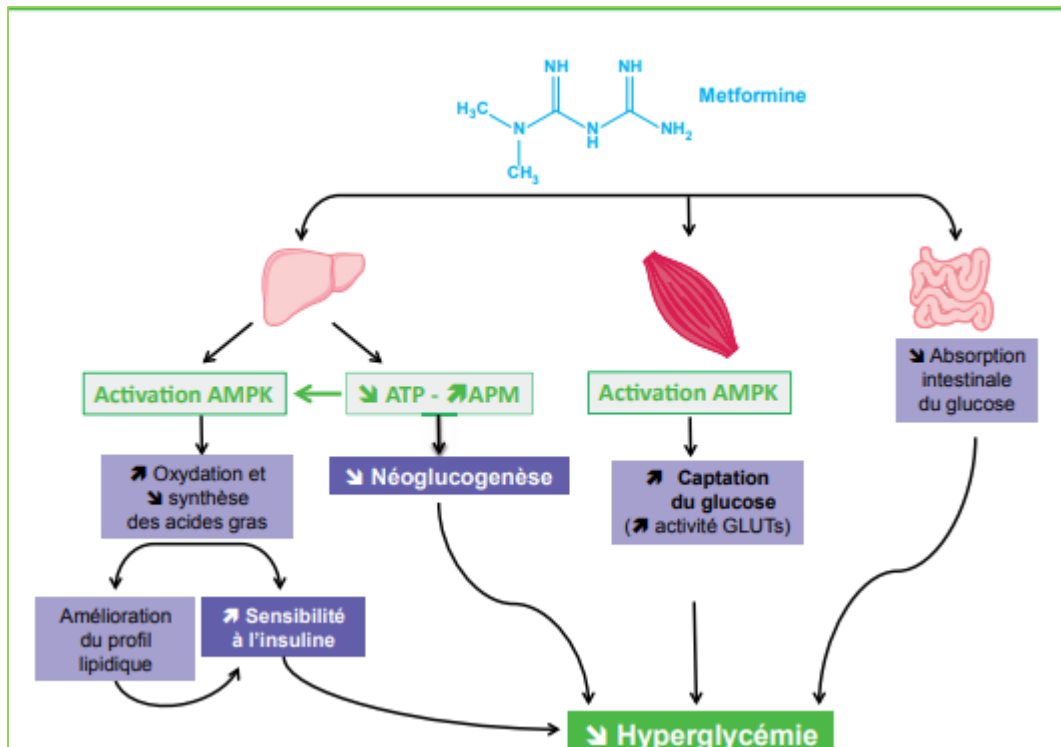 NH
NH
H₃C
N
N
H
NH₂
CH₃
Metformine
Activation AMPK
↘ ATP - ↗APM
Activation AMPK
↘ Absorption
intestinale
du glucose
↗ Oxydation et
↘ synthèse
des acides gras
↘ Néoglucogenèse
↗ Captation
du glucose
(↗ activité GLUTs)
Amélioration
du profil
lipidique
↗ Sensibilité
à l'insuline
↘ Hyperglycémie